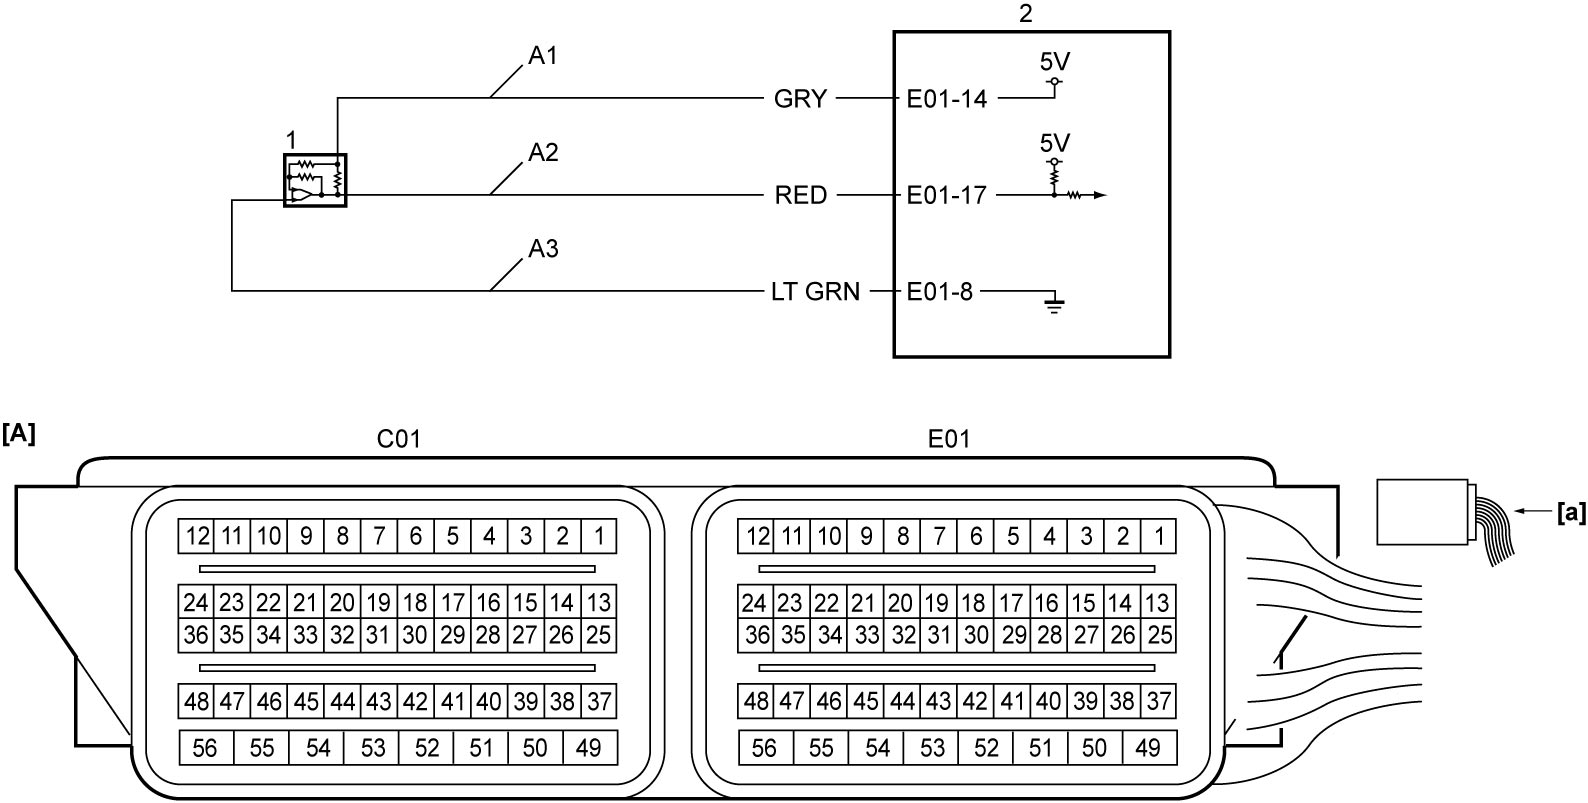 2
A1
5V
GRY
E01-14
1
A2
5V
RED
E01-17
A3
LT GRN
E01-8
[A]
C01
E01
12 11 10 9 8 7 6 5 4 3 2 1
24 23 22 21 20 19 18 17 16 15 14 13
36 35 34 33 32 31 30 29 28 27 26 25
48 47 46 45 44 43 42 41 40 39 38 37
56 55 54 53 52 51 50 49
12 11 10 9 8 7 6 5 4 3 2 1
24 23 22 21 20 19 18 17 16 15 14 13
36 35 34 33 32 31 30 29 28 27 26 25
48 47 46 45 44 43 42 41 40 39 38 37
56 55 54 53 52 51 50 49
[a]